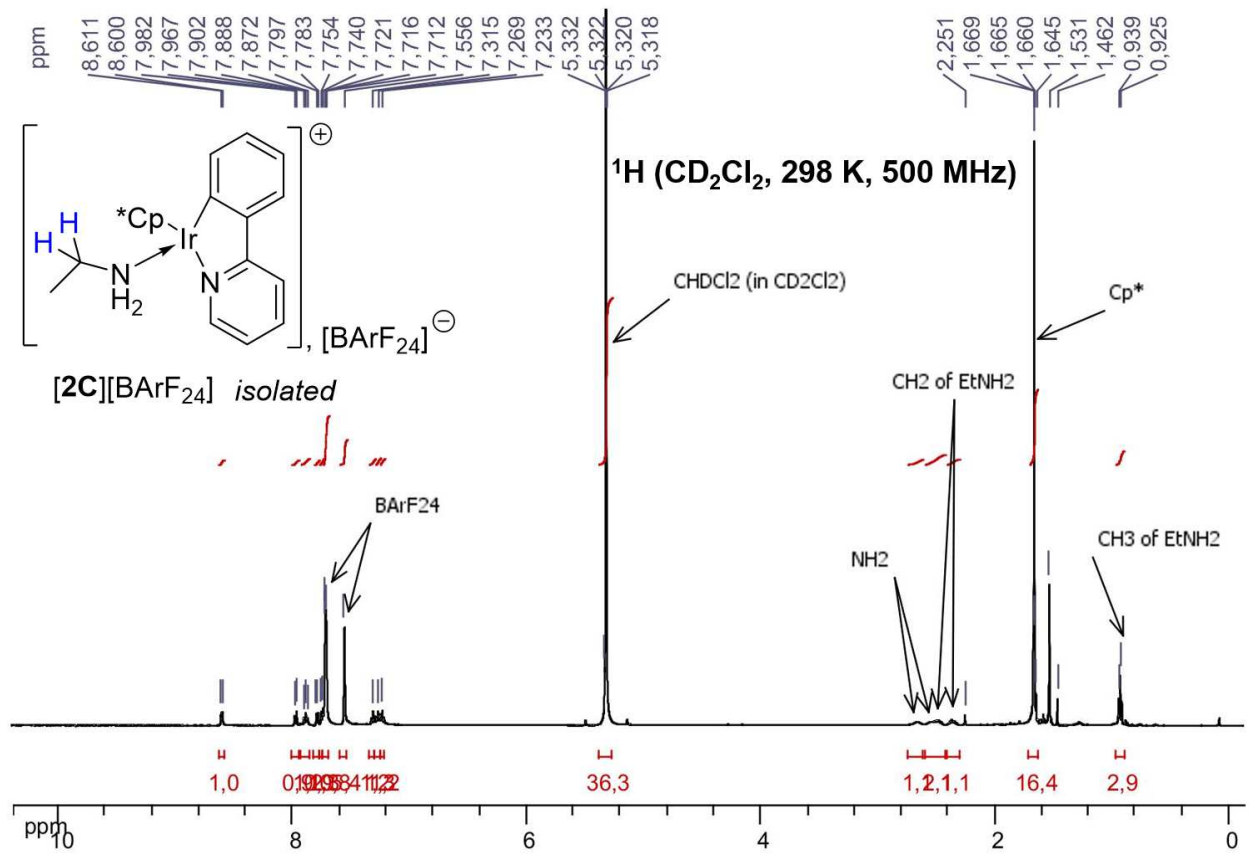 ppm 8,611 8,600 7,982 7,967 7,902 7,888 7,872 7,797 7,783 7,754 7,740 7,721 7,716 7,712 7,556 7,315 7,269 7,233 5,332 5,322 5,320 5,318 2,251 1,669 1,665 1,660 1,645 1,531 1,462 0,939 0,925
¹H (CD₂Cl₂, 298 K, 500 MHz)
H
H
*Cp
Ir
N
H₂
N
, [BArF₂₄]⊖
[2C][BArF₂₄] isolated
CHDCl2 (in CD2Cl2)
Cp*
CH2 of EtNH2
BArF24
NH2
CH3 of EtNH2
1,0
36,3
16,4
2,9
ppm
10 8 6 4 2 0